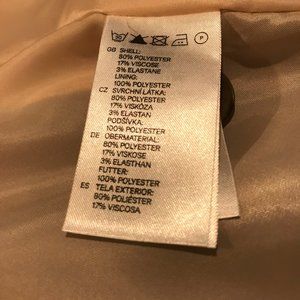 GB SHELL:
80% POLYESTER
17% VISCOSE
3% ELASTANE
LINING:
100% POLYESTER
CZ SVRCHNÍ LÁTKA:
80% POLYESTER
17% VISKÓZA
3% ELASTAN
PODŠÍVKA:
100% POLYESTER
DE OBERMATERIAL:
80% POLYESTER
17% VISKOSE
3% ELASTHAN
FUTTER:
100% POLYESTER
ES TELA EXTERIOR:
80% POLIÉSTER
17% VISCOSA